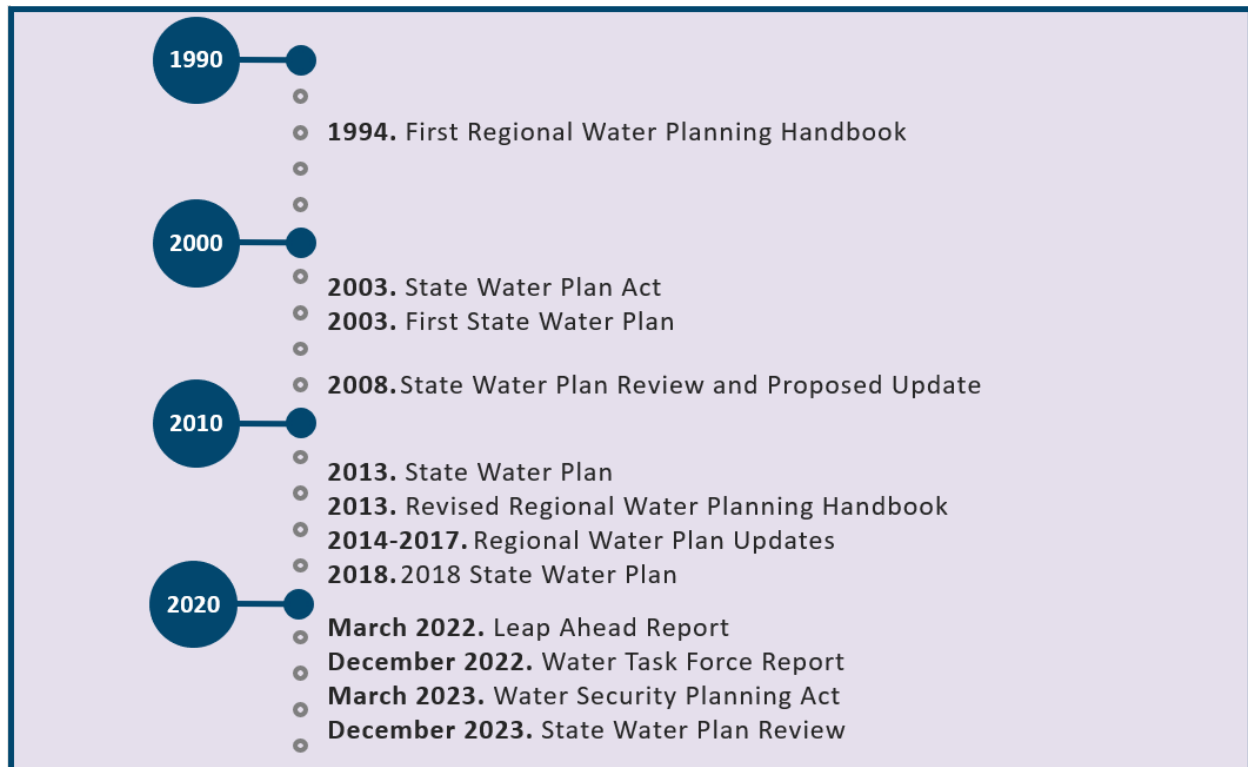 1990
1994. First Regional Water Planning Handbook
2000
2003. State Water Plan Act
2003. First State Water Plan
2008. State Water Plan Review and Proposed Update
2010
2013. State Water Plan
2013. Revised Regional Water Planning Handbook
2014-2017. Regional Water Plan Updates
2018. 2018 State Water Plan
2020
March 2022. Leap Ahead Report
December 2022. Water Task Force Report
March 2023. Water Security Planning Act
December 2023. State Water Plan Review